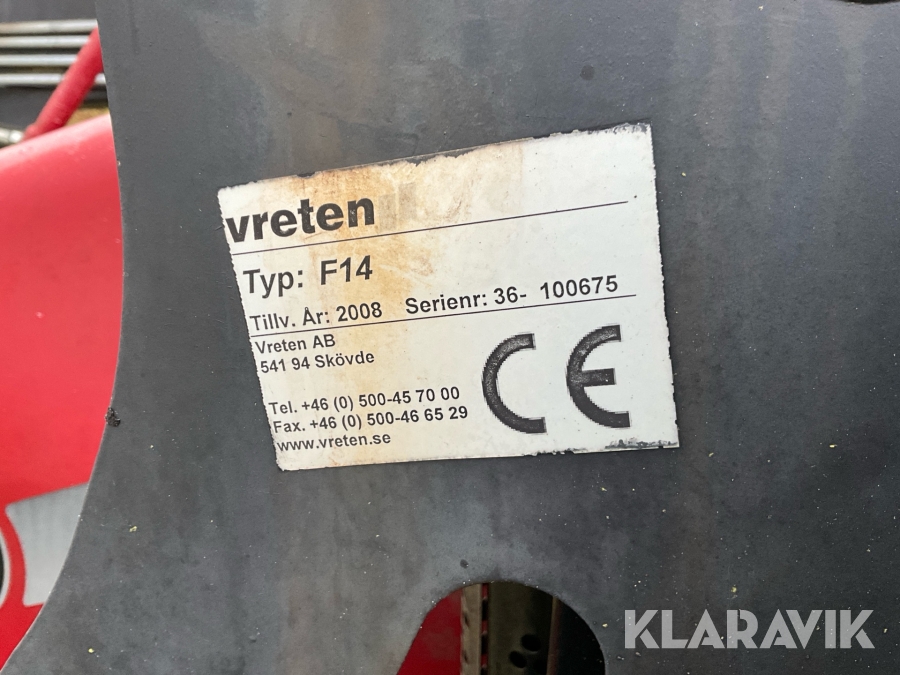 vreten
Typ: F14
Tillv. År: 2008 Serienr: 36- 100675
Vreten AB
541 94 Skövde
Tel. +46 (0) 500-45 70 00
Fax. +46 (0) 500-46 65 29
www.vreten.se
CE
KLARAVIK